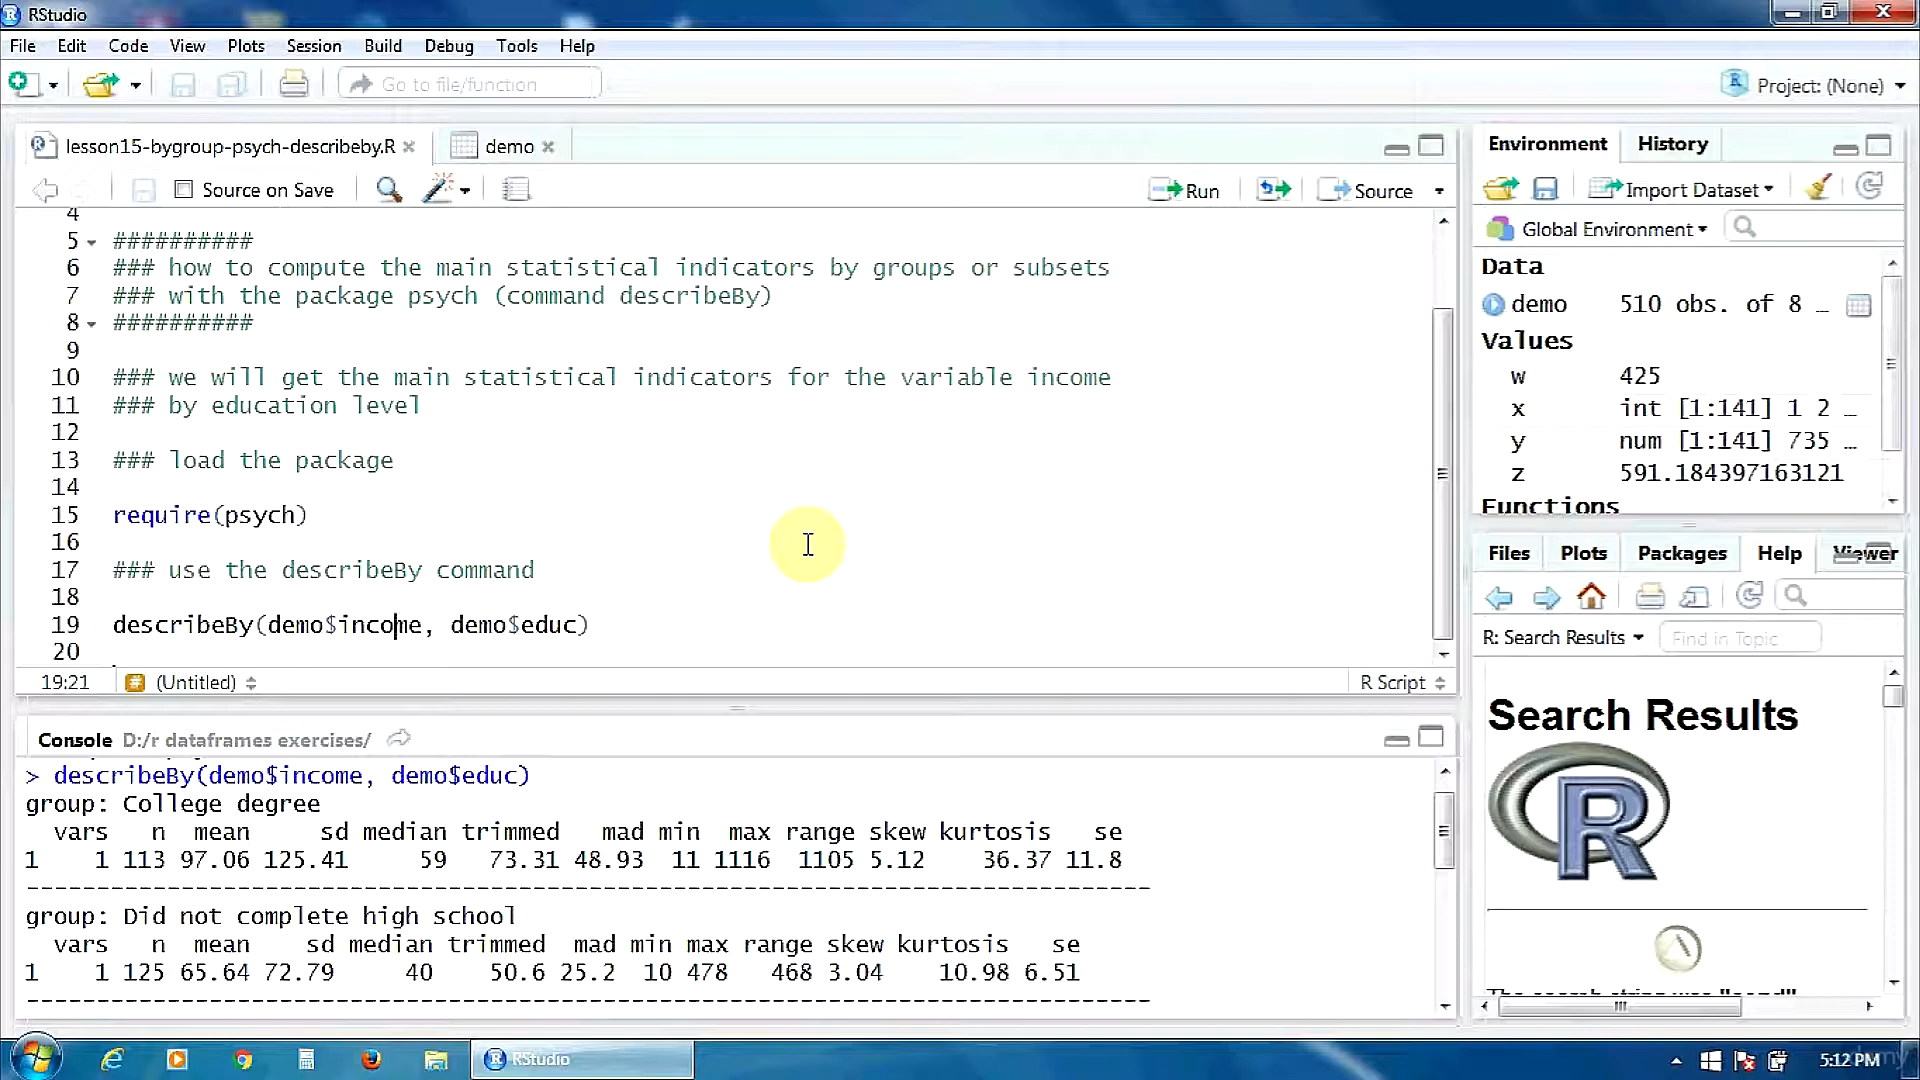 RStudio
File Edit Code View Plots Session Build Debug Tools Help
Go to file/function
Project: (None)
lesson15-bygroup-psych-describeby.R
demo
Source on Save
Run
Source
4
5 ##########
6 ### how to compute the main statistical indicators by groups or subsets
7 ### with the package psych (command describeBy)
8 ##########
9
10 ### we will get the main statistical indicators for the variable income
11 ### by education level
12
13 ### load the package
14
15 require(psych)
16
17 ### use the describeBy command
18
19 describeBy(demo$income, demo$educ)
20
19:21 # (Untitled) R Script
Console D:/r dataframes exercises/
> describeBy(demo$income, demo$educ)
group: College degree
vars n mean sd median trimmed mad min max range skew kurtosis se
1 1 113 97.06 125.41 59 73.31 48.93 11 1116 1105 5.12 36.37 11.8
------------------------------------------------------------------------------
group: Did not complete high school
vars n mean sd median trimmed mad min max range skew kurtosis se
1 1 125 65.64 72.79 40 50.6 25.2 10 478 468 3.04 10.98 6.51
------------------------------------------------------------------------------
Environment History
Import Dataset
Global Environment
Data
demo 510 obs. of 8 …
Values
w 425
x int [1:141] 1 2 …
y num [1:141] 735 …
z 591.184397163121
Functions
Files Plots Packages Help Viewer
R: Search Results
Find in Topic
Search Results
R
RStudio
5:12 PM